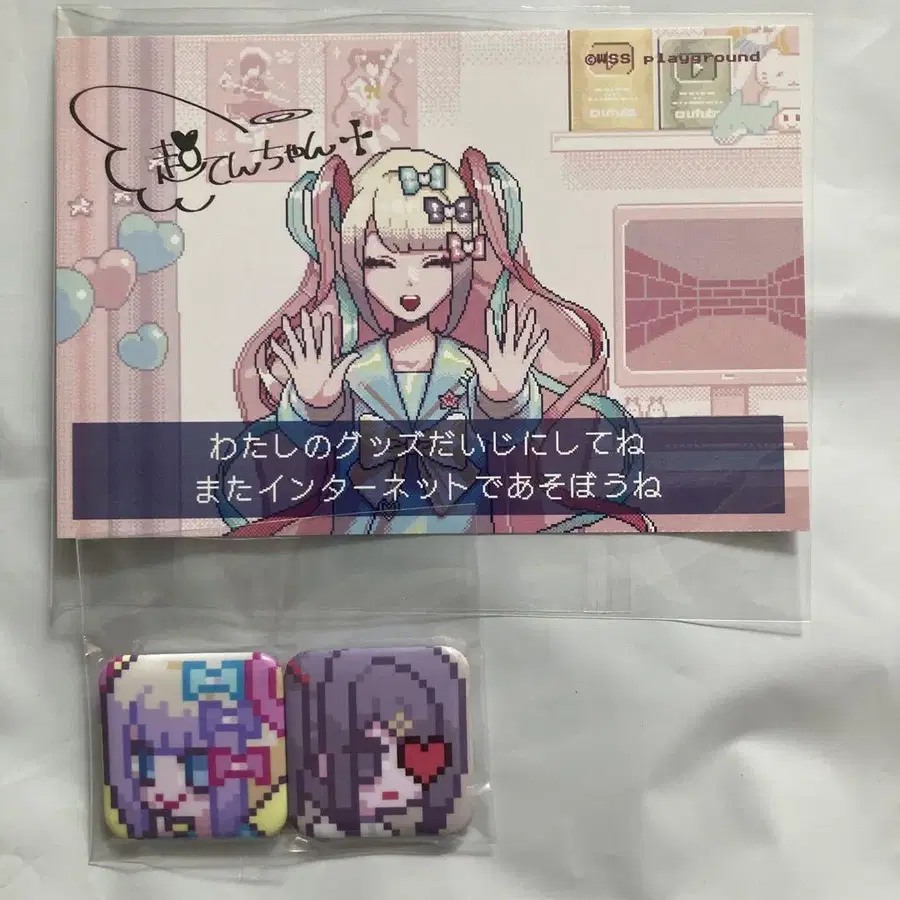 ©WSS playground
超てんちゃん
わたしのグッズだいじにしてね
またインターネットであそぼうね